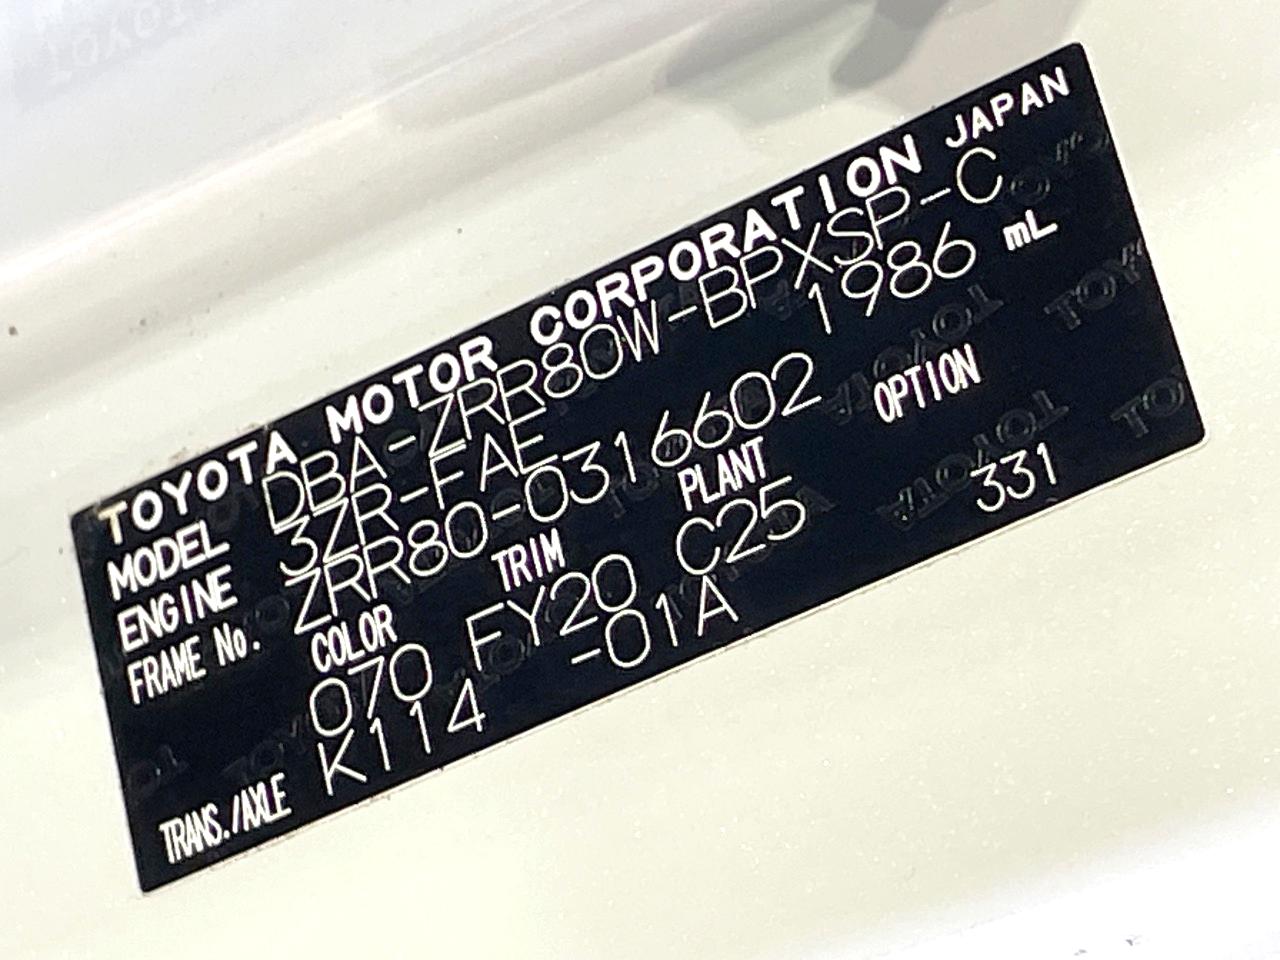 TOYOTA MOTOR CORPORATION JAPAN
MODEL DBA-ZRR80W-BPXSP-C
ENGINE 3ZR-FAE 1986 mL
FRAME No. ZRR80-0316602
COLOR TRIM PLANT OPTION
070 FY20 C25 331
TRANS./AXLE K114 -01A